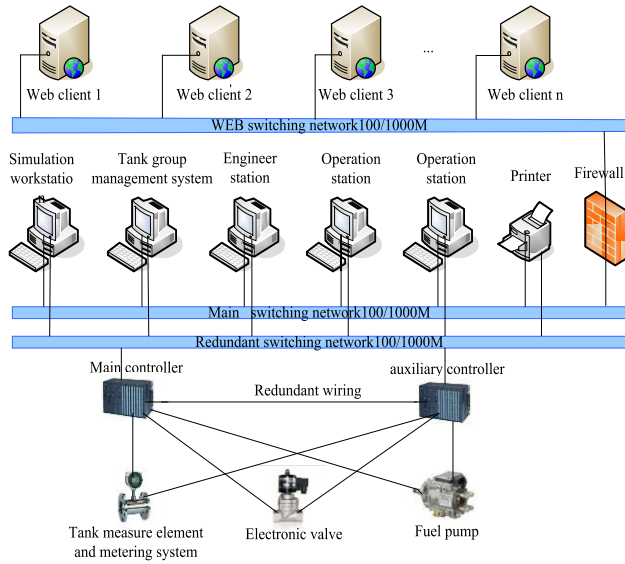 ...
Web client 1
Web client 2
Web client 3
Web client n
WEB switching network100/1000M
Simulation
workstatio
Tank group
management system
Engineer
station
Operation
station
Operation
station
Printer
Firewall
Main switching network100/1000M
Redundant switching network100/1000M
Main controller
auxiliary controller
Redundant wiring
Tank measure element
and metering system
Electronic valve
Fuel pump